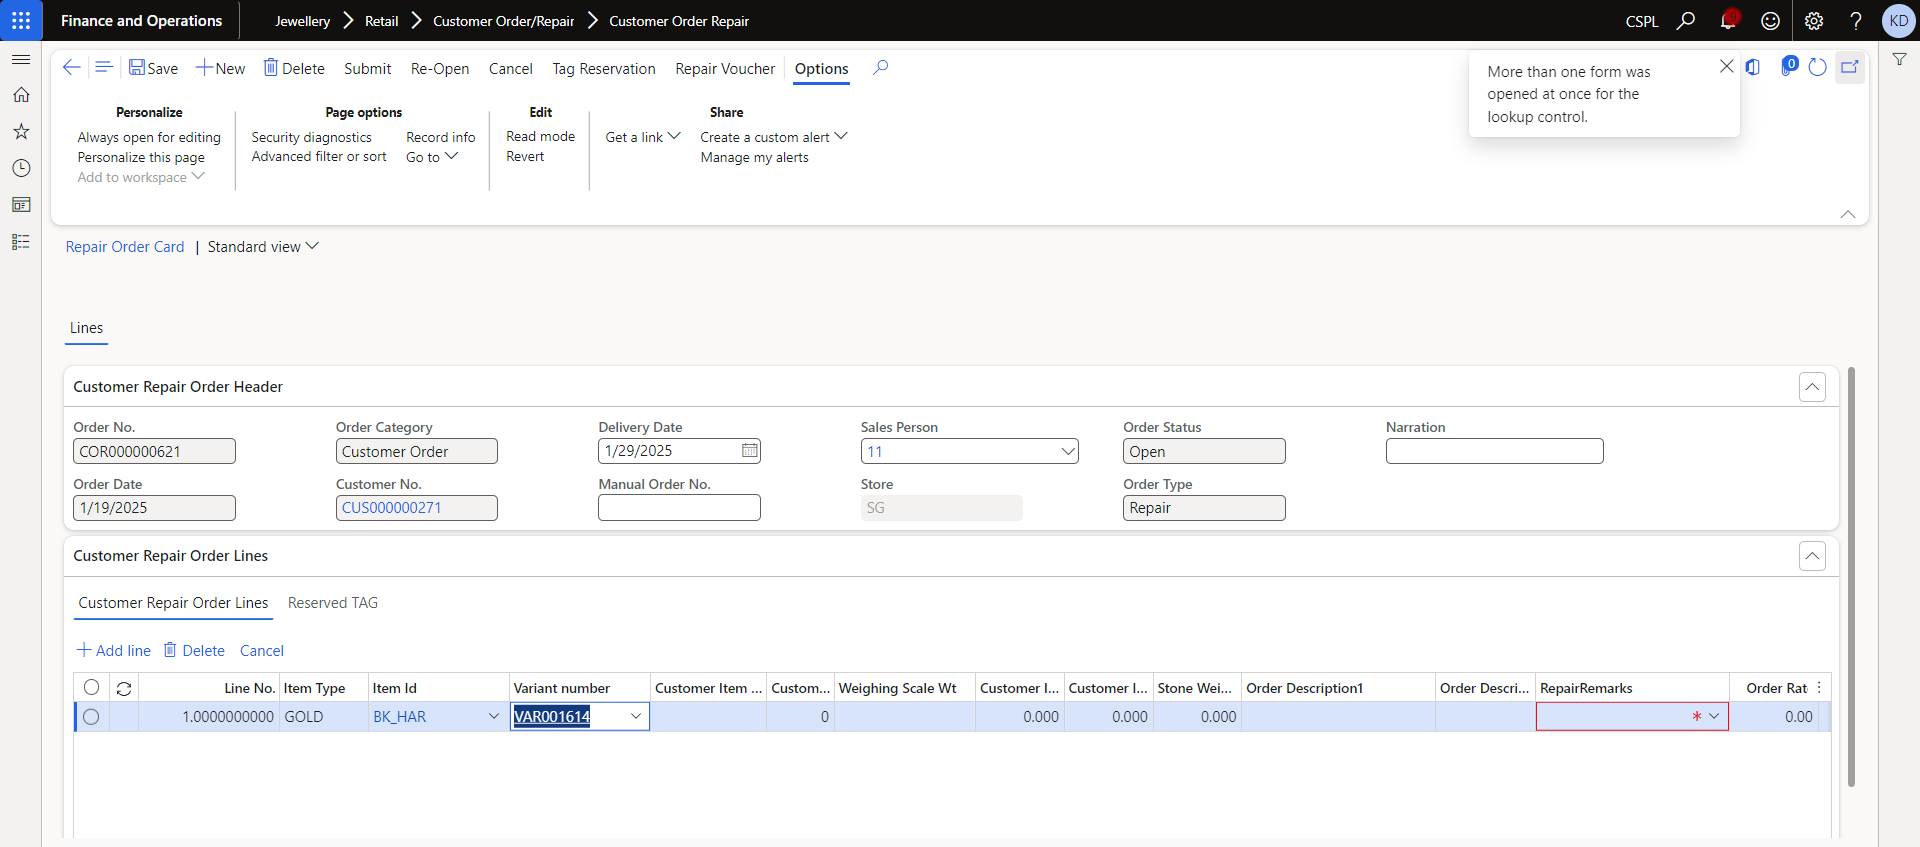 Finance and Operations
Jewellery Retail Customer Order/Repair Customer Order Repair
CSPL
KD
Save New Delete Submit Re-Open Cancel Tag Reservation Repair Voucher Options
0
More than one form was
opened at once for the
lookup control.
Personalize
Always open for editing
Personalize this page
Add to workspace
Page options
Security diagnostics Record info
Advanced filter or sort Go to
Edit
Read mode
Revert
Share
Get a link Create a custom alert
Manage my alerts
Repair Order Card | Standard view
Lines
Customer Repair Order Header
Order No. Order Category Delivery Date Sales Person Order Status Narration
COR000000621 Customer Order 1/29/2025 11 Open
Order Date Customer No. Manual Order No. Store Order Type
1/19/2025 CUS000000271 SG Repair
Customer Repair Order Lines
Customer Repair Order Lines Reserved TAG
Add line Delete Cancel
Line No. Item Type Item Id Variant number Customer Item ... Custom... Weighing Scale Wt Customer I... Customer I... Stone Wei... Order Description1 Order Descri... RepairRemarks Order Rat
1.0000000000 GOLD BK_HAR VAR001614 0 0.000 0.000 0.000 * 0.00